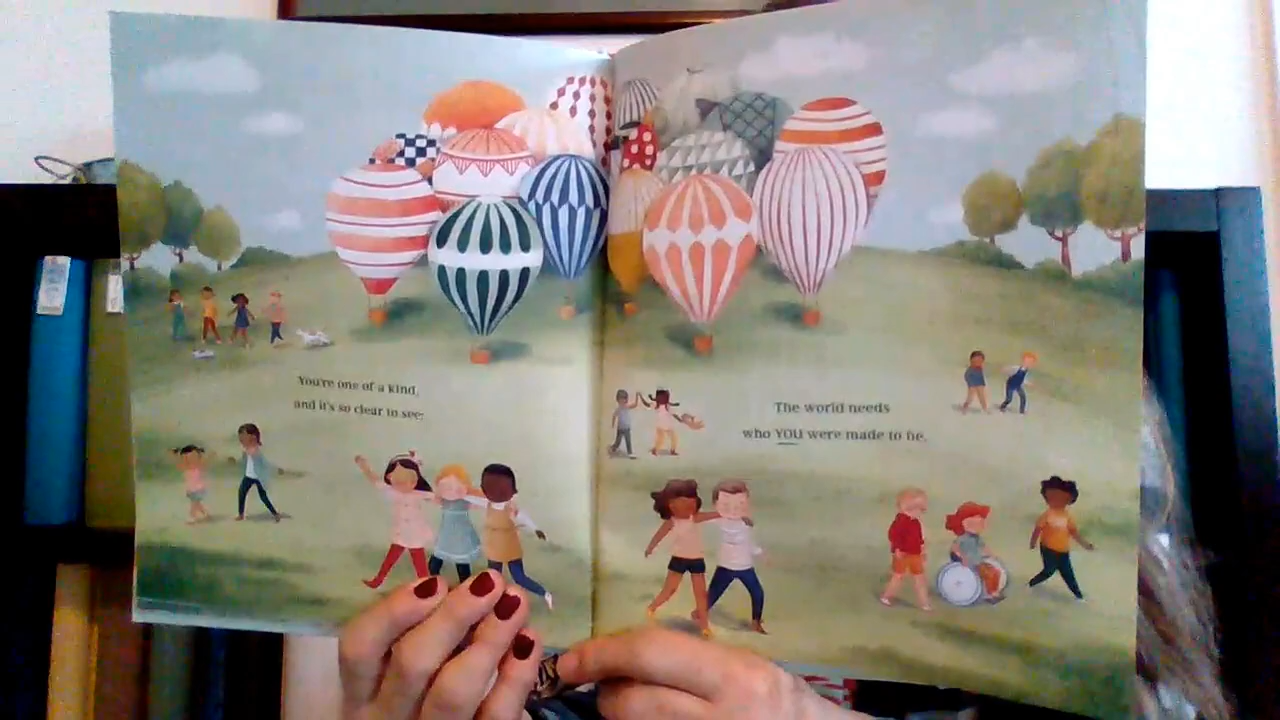 You're one of a kind,
and it's so clear to see:
The world needs
who YOU were made to be.